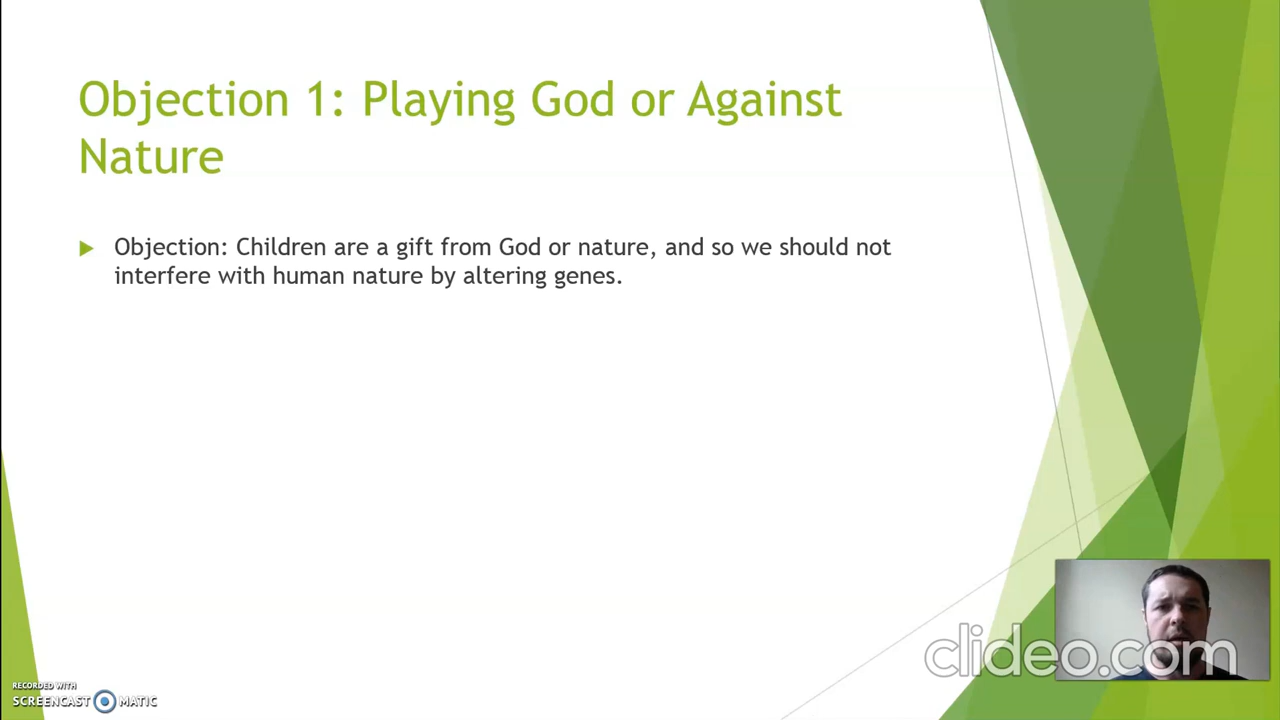 Objection 1: Playing God or Against
Nature
Objection: Children are a gift from God or nature, and so we should not
interfere with human nature by altering genes.
clideo.com
RECORDED WITH
SCREENCAST MATIC